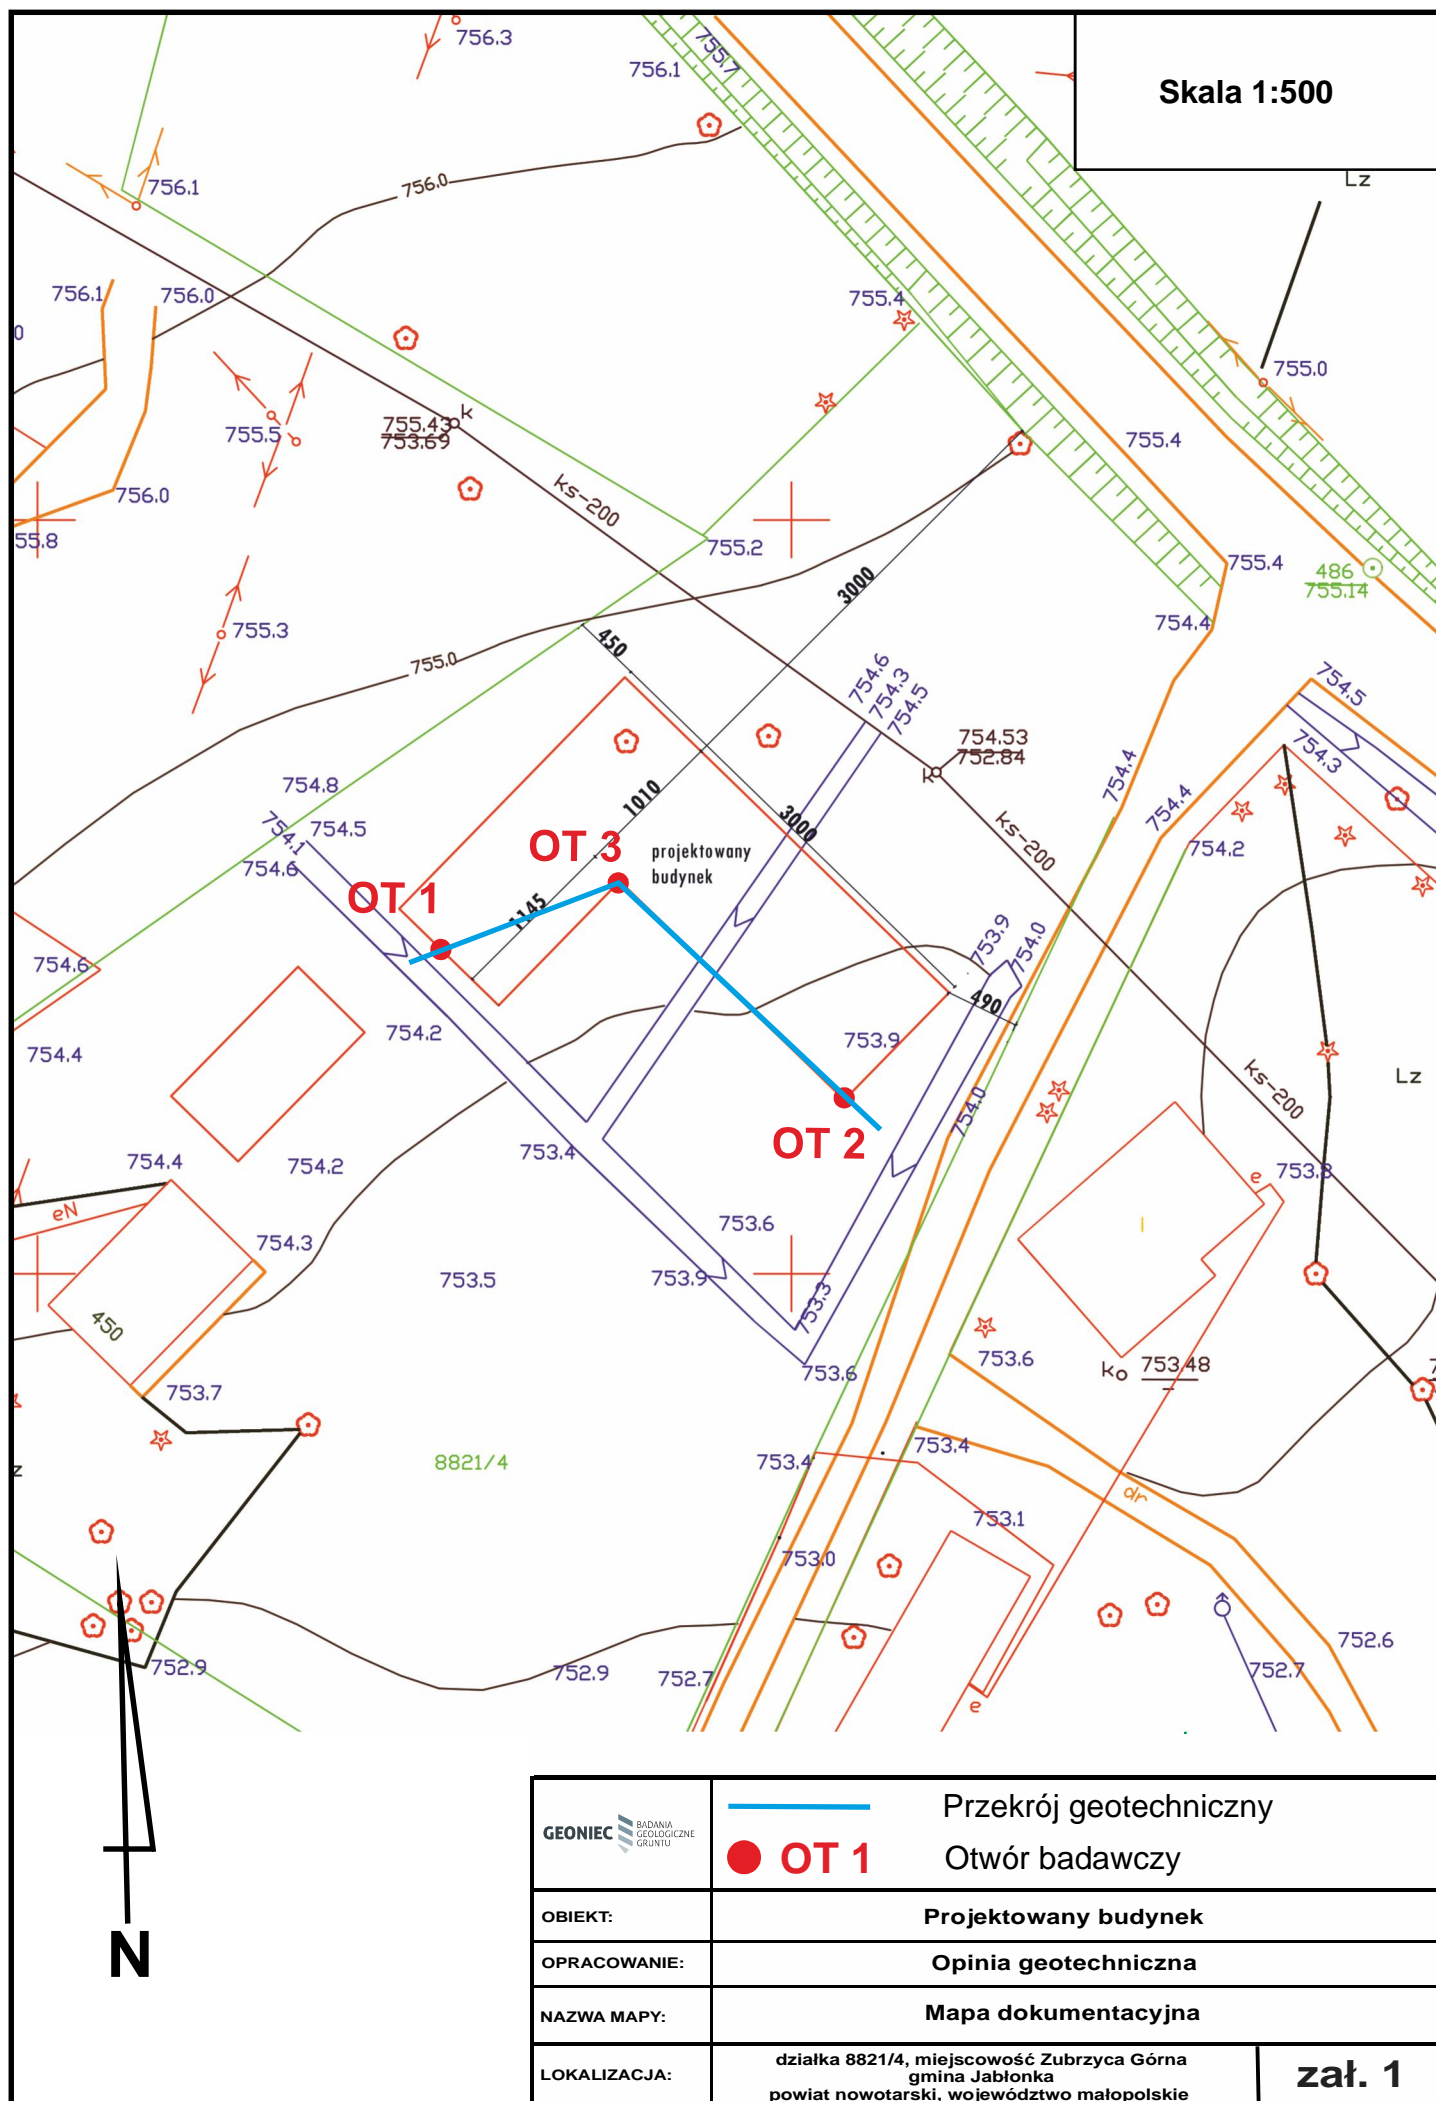 756.3
755.7
756.1
Skala 1:500
Lz
756.1
756.0
756.1
756.0
755.4
0
755.0
k
755.43
753.69
755.5
755.4
756.0
ks-200
55.8
755.2
755.4
486
755.14
3000
754.4
755.3
450
755.0
754.6
754.3
754.5
754.5
754.53
752.84
k
754.3
754.8
754.4
754.4
1010
3000
754.1
754.5
ks-200
754.2
OT 3
projektowany
budynek
754.6
OT 1
1145
753.9
754.0
754.6
490
754.2
753.9
754.4
Lz
ks-200
754.0
753.4
OT 2
754.4
754.2
753.8
e
eN
753.6
i
754.3
753.5
753.9
753.3
450
753.6
753.6
k
753.48
753.7
753.4
753.4
8821/4
z
dr
753.1
753.0
752.6
752.9
752.9
752.7
752.7
e
N
GEONIEC
BADANIA
GEOLOGICZNE
GRUNTU
Przekrój geotechniczny
OT 1
Otwór badawczy
OBIEKT:
Projektowany budynek
OPRACOWANIE:
Opinia geotechniczna
NAZWA MAPY:
Mapa dokumentacyjna
LOKALIZACJA:
działka 8821/4, miejscowość Zubrzyca Górna
gmina Jabłonka
powiat nowotarski, województwo małopolskie
zał. 1